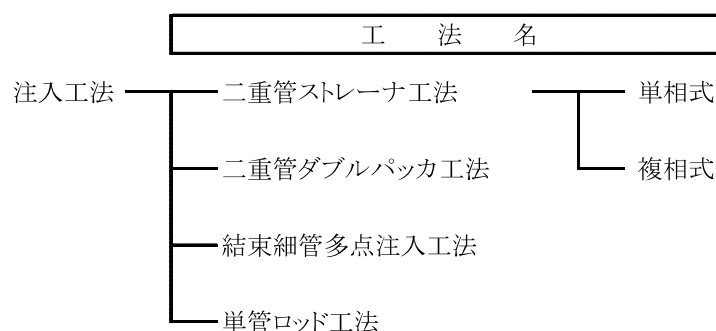 工 法 名
注入工法 二重管ストレーナ工法 単相式
二重管ダブルパッカ工法 複相式
結束細管多点注入工法
単管ロッド工法